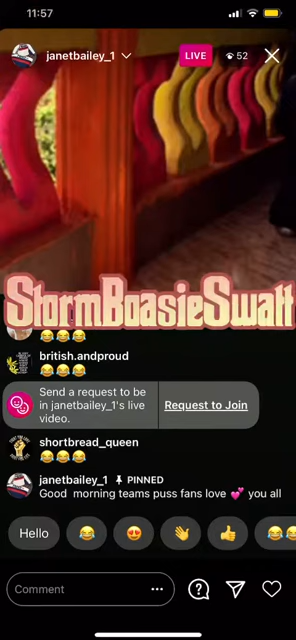 11:57
janetbailey_1
LIVE
52
StormBoasieSwatt
😂😂😂
british.andproud
😂😂😂
Send a request to be
in janetbailey_1's live
video.
Request to Join
shortbread_queen
😂😂😂
janetbailey_1 PINNED
Good morning teams puss fans love 💕 you all
Hello 😂 😍 👋 👍 😂😂
Comment